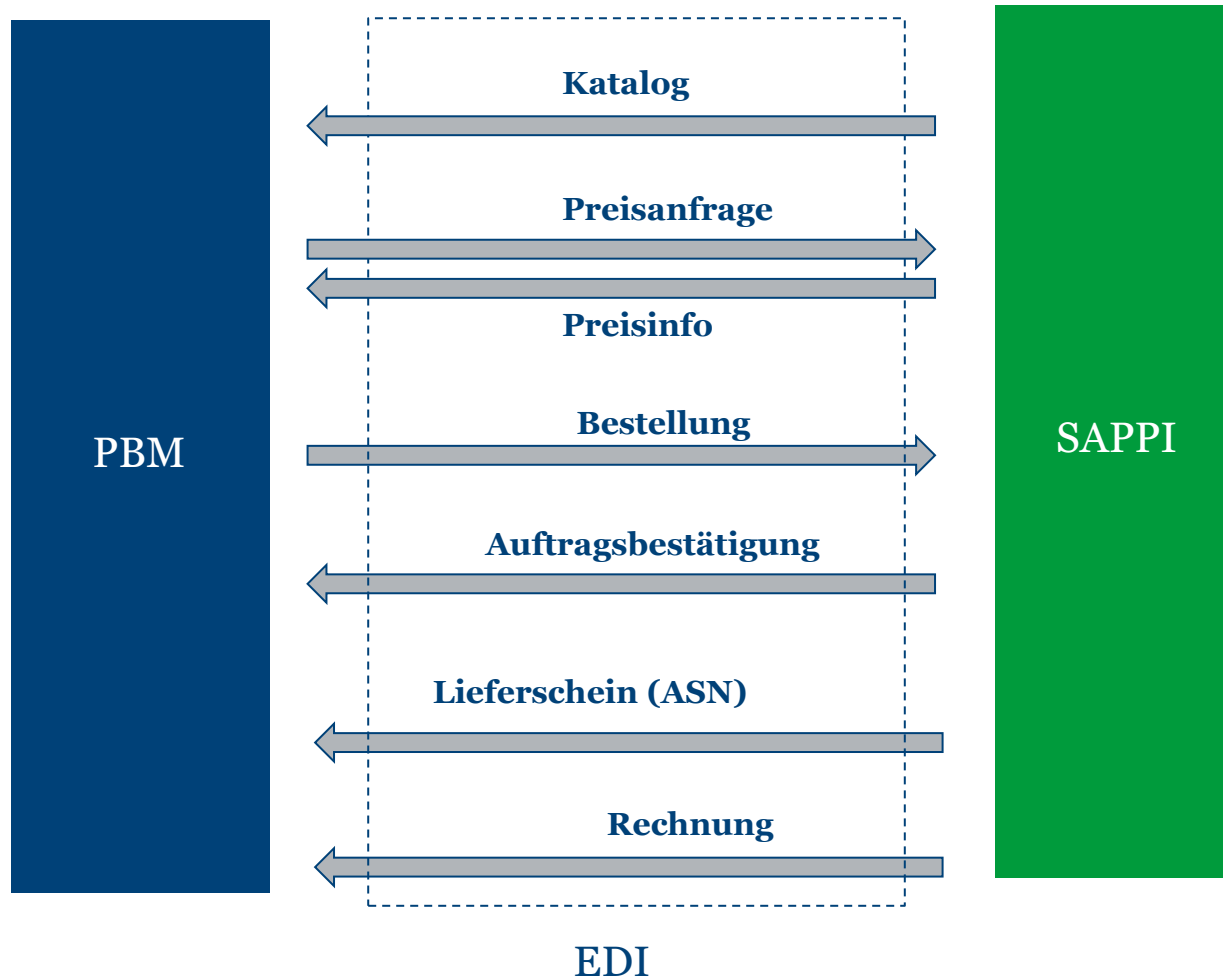 Katalog
Preisanfrage
Preisinfo
Bestellung
PBM
SAPPI
Auftragsbestätigung
Lieferschein (ASN)
Rechnung
EDI